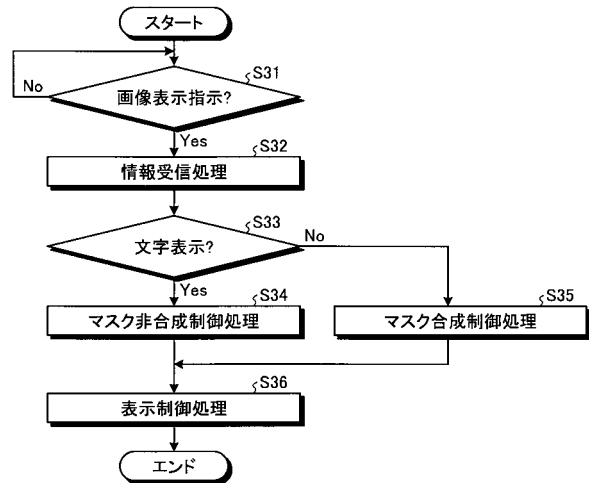 スタート
S31
No
画像表示指示?
Yes
S32
情報受信処理
S33
文字表示?
No
Yes
S34
マスク非合成制御処理
S35
マスク合成制御処理
S36
表示制御処理
エンド